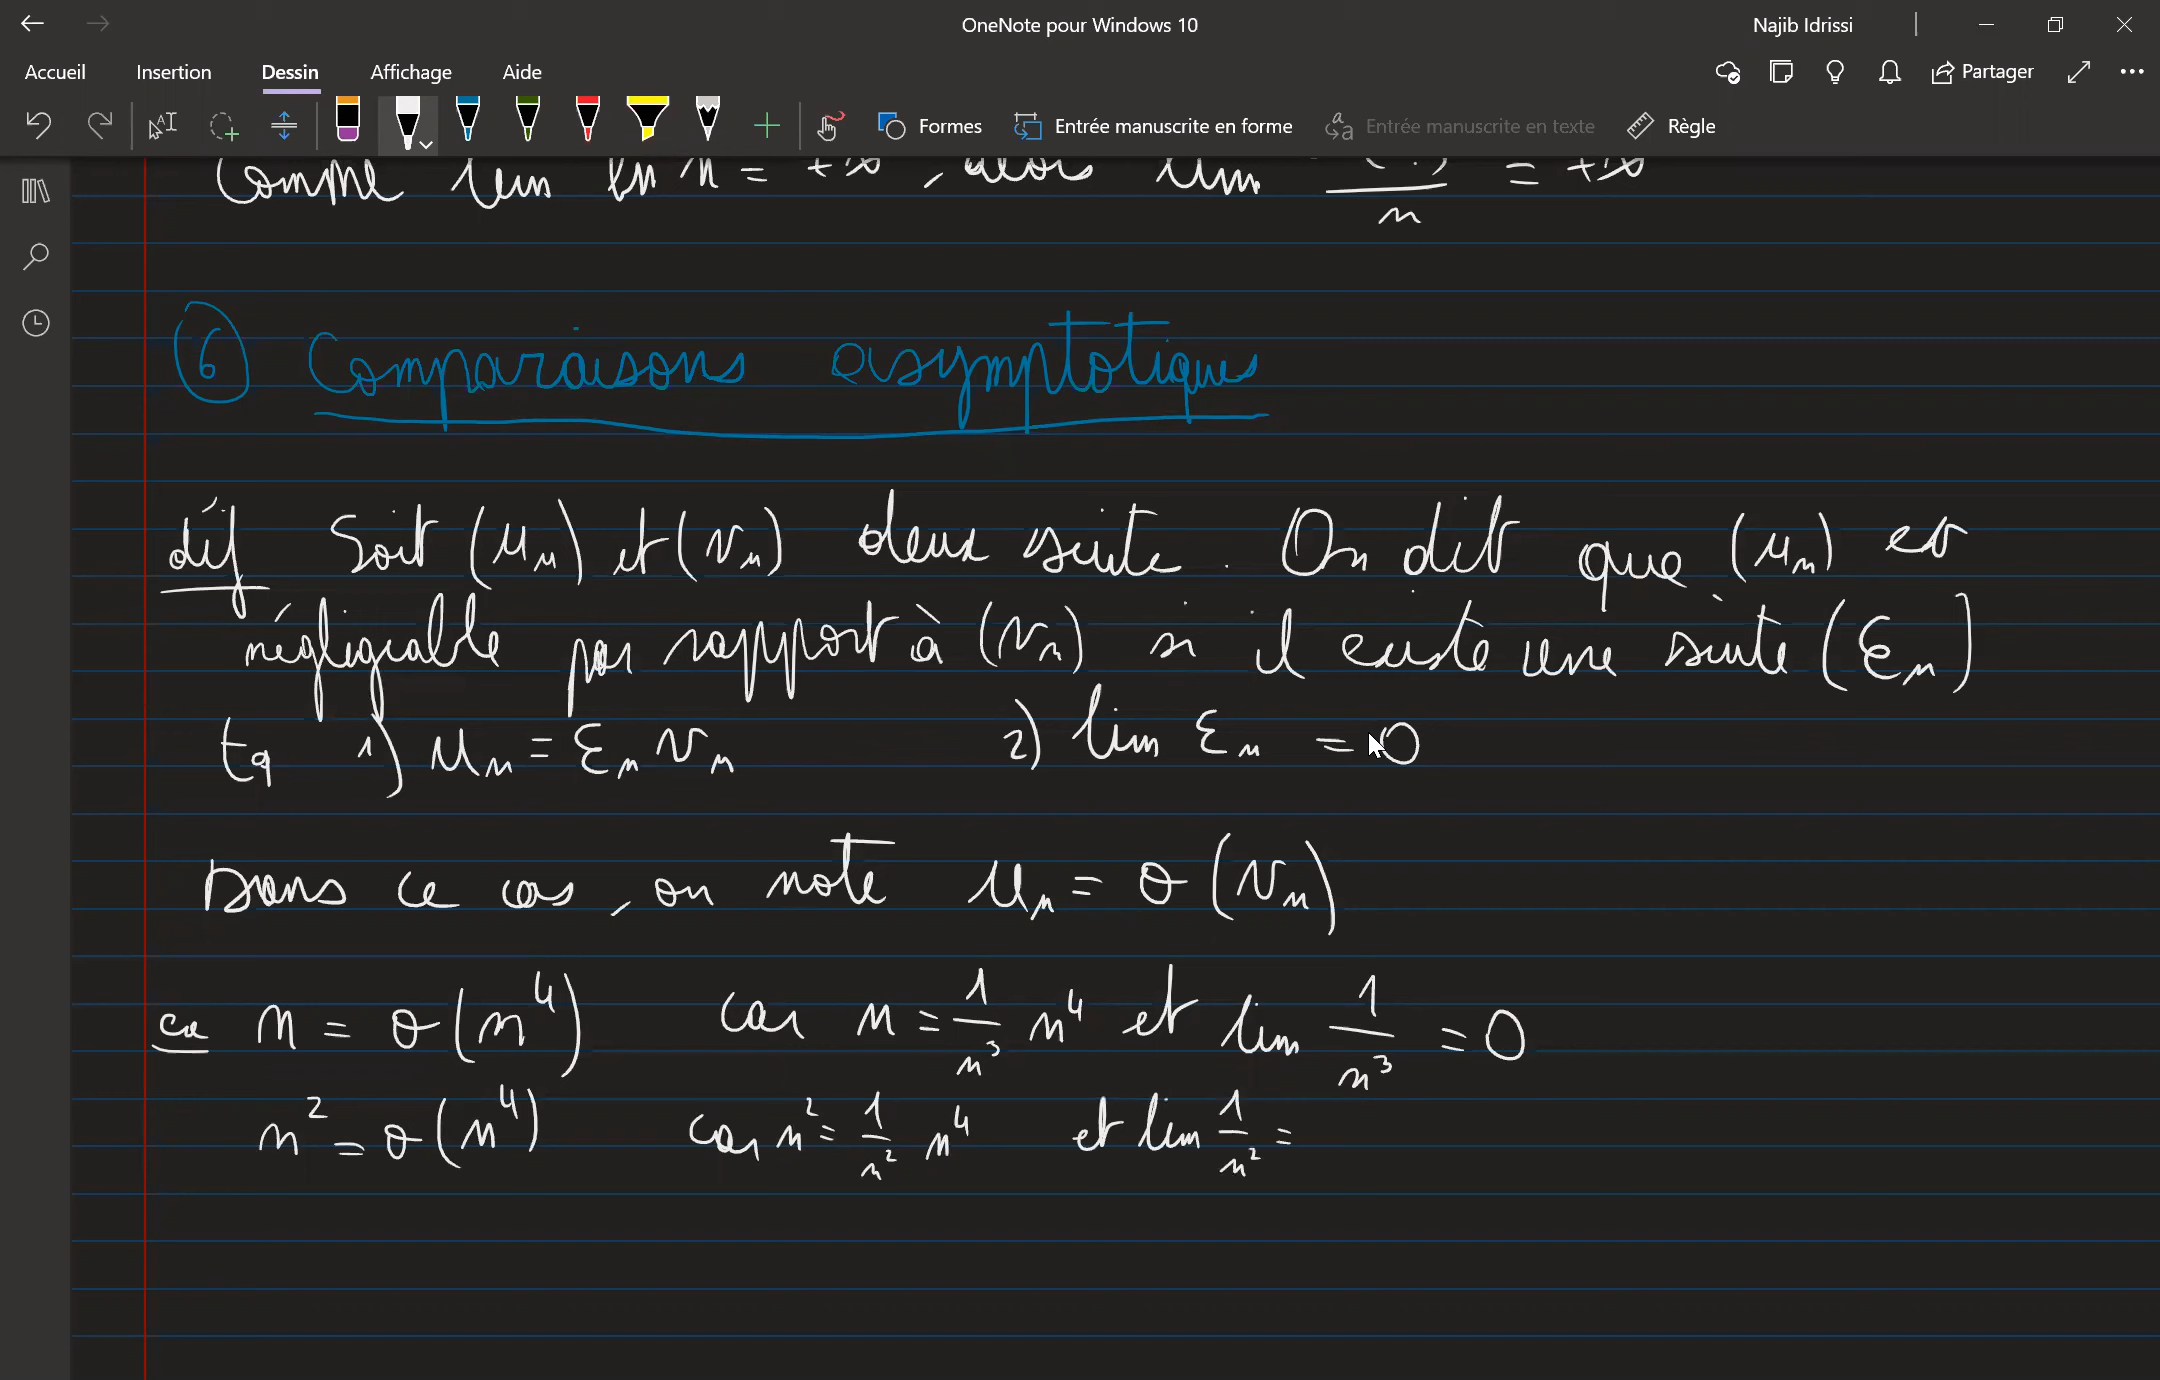 OneNote pour Windows 10
Najib Idrissi
Accueil Insertion Dessin Affichage Aide
Partager
Formes Entrée manuscrite en forme Entrée manuscrite en texte Règle
Comme lim ln n = +∞, alors lim n = +∞
⑥ Comparaisons asymptotiques
déf Soit (uₙ) et (vₙ) deux suite. On dit que (uₙ) est
négligeable par rapport à (vₙ) si il existe une suite (εₙ)
tq 1) uₙ = εₙ vₙ 2) lim εₙ = 0
Dans ce cas, on note uₙ = o(vₙ)
ex n = o(n⁴) car n = 1/n³ n⁴ et lim 1/n³ = 0
n² = o(n⁴) car n² = 1/n² n⁴ et lim 1/n² =